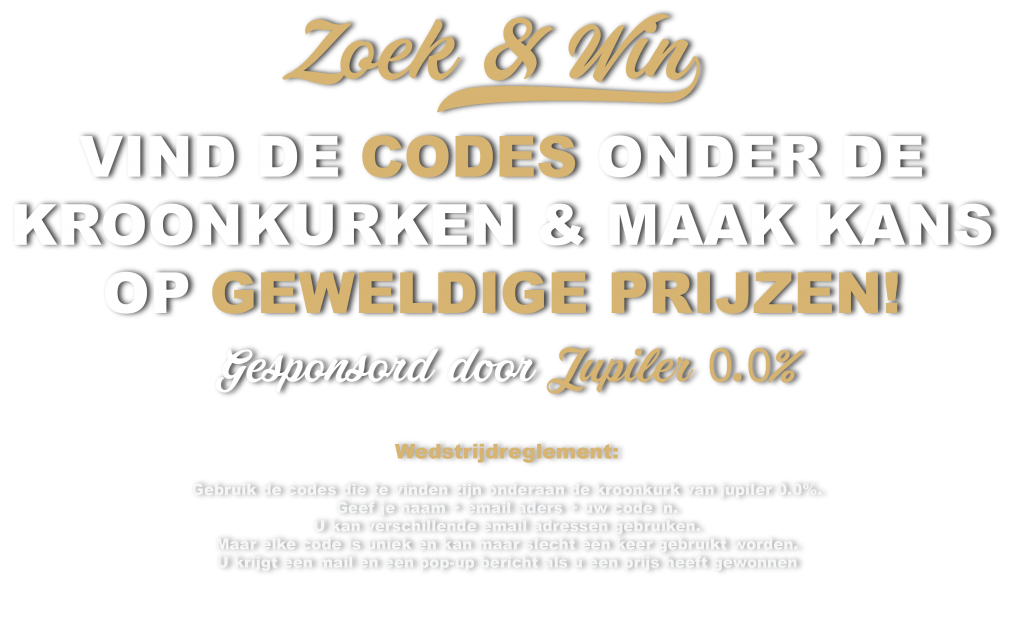 Zoek & Win
VIND DE CODES ONDER DE
KROONKURKEN & MAAK KANS
OP GEWELDIGE PRIJZEN!
Gesponsord door Jupiler 0.0%
Wedstrijdreglement:
Gebruik de codes die te vinden zijn onderaan de kroonkurk van jupiler 0.0%.
Geef je naam + email aders + uw code in.
U kan verschillende email adressen gebruiken.
Maar elke code is uniek en kan maar slecht één keer gebruikt worden.
U krijgt een mail en een pop-up bericht als u een prijs heeft gewonnen